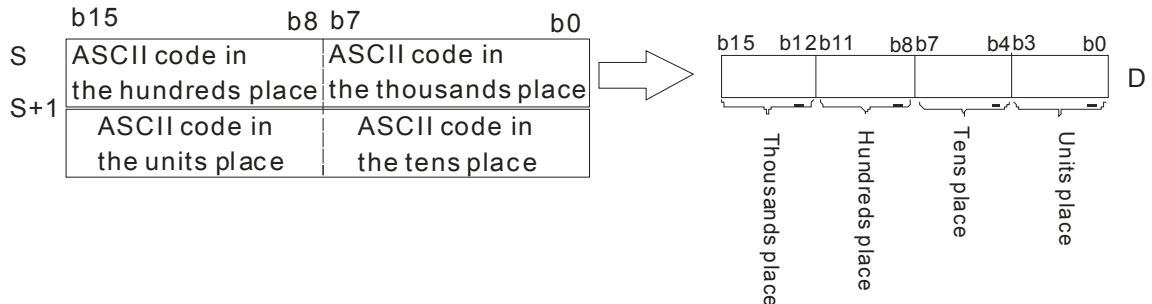 b15 b8 b7 b0
S ASCII code in the hundreds place ASCII code in the thousands place
S+1 ASCII code in the units place ASCII code in the tens place
b15 b12 b11 b8 b7 b4 b3 b0
D
Thousands place
Hundreds place
Tens place
Units place